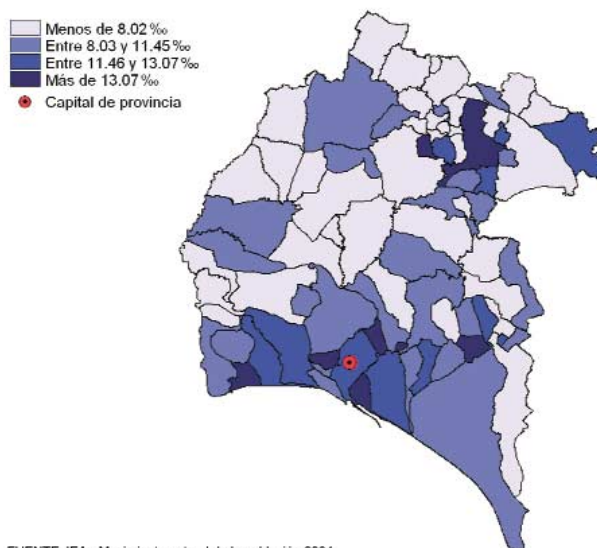 Menos de 8.02 ‰
Entre 8.03 y 11.45 ‰
Entre 11.46 y 13.07 ‰
Más de 13.07 ‰
Capital de provincia